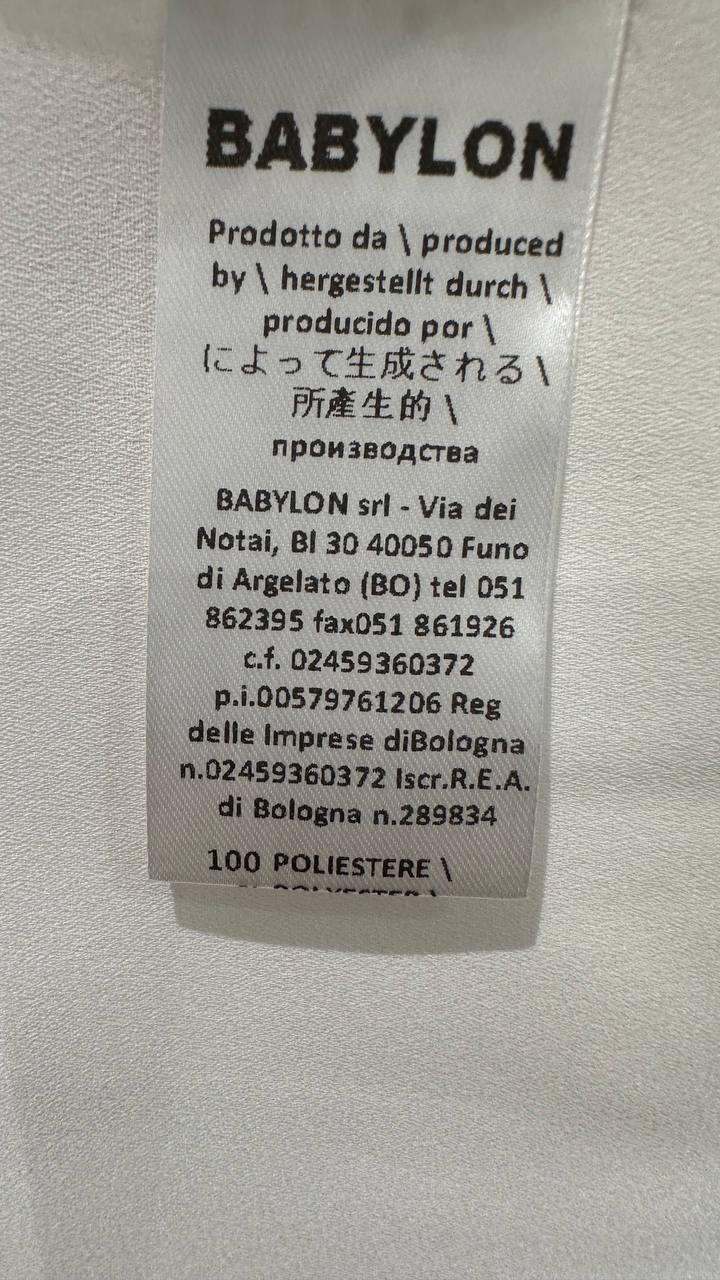 BABYLON
Prodotto da \ produced
by \ hergestellt durch \
producido por \
によって生成される \
所產生的 \
производства
BABYLON srl - Via dei
Notai, Bl 30 40050 Funo
di Argelato (BO) tel 051
862395 fax051 861926
c.f. 02459360372
p.i.00579761206 Reg
delle Imprese diBologna
n.02459360372 Iscr.R.E.A.
di Bologna n.289834
100 POLIESTERE \